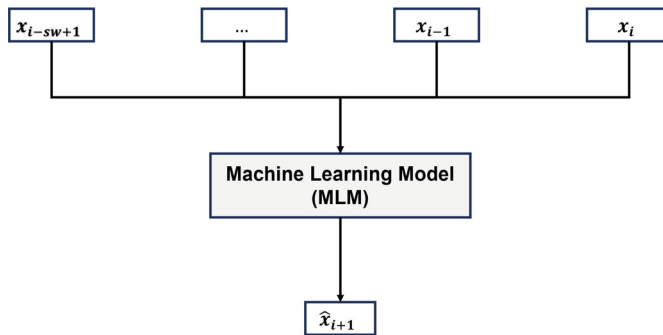 x_{i-sw+1}
...
x_{i-1}
x_i
Machine Learning Model
(MLM)
x̂_{i+1}